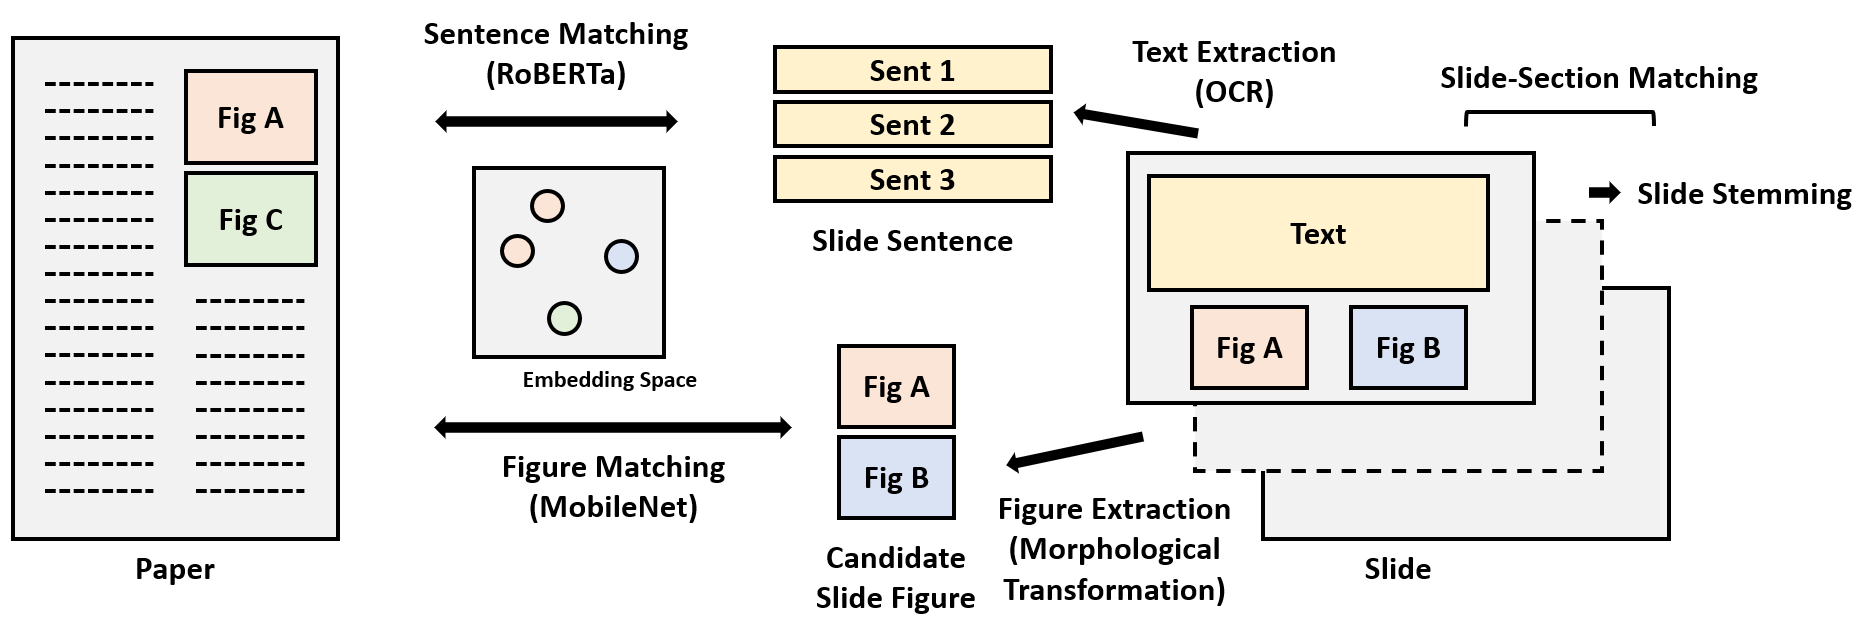 Fig A
Fig C
Paper
Sentence Matching
(RoBERTa)
Embedding Space
Figure Matching
(MobileNet)
Sent 1
Sent 2
Sent 3
Slide Sentence
Fig A
Fig B
Candidate
Slide Figure
Text Extraction
(OCR)
Figure Extraction
(Morphological
Transformation)
Slide-Section Matching
Slide Stemming
Text
Fig A
Fig B
Slide